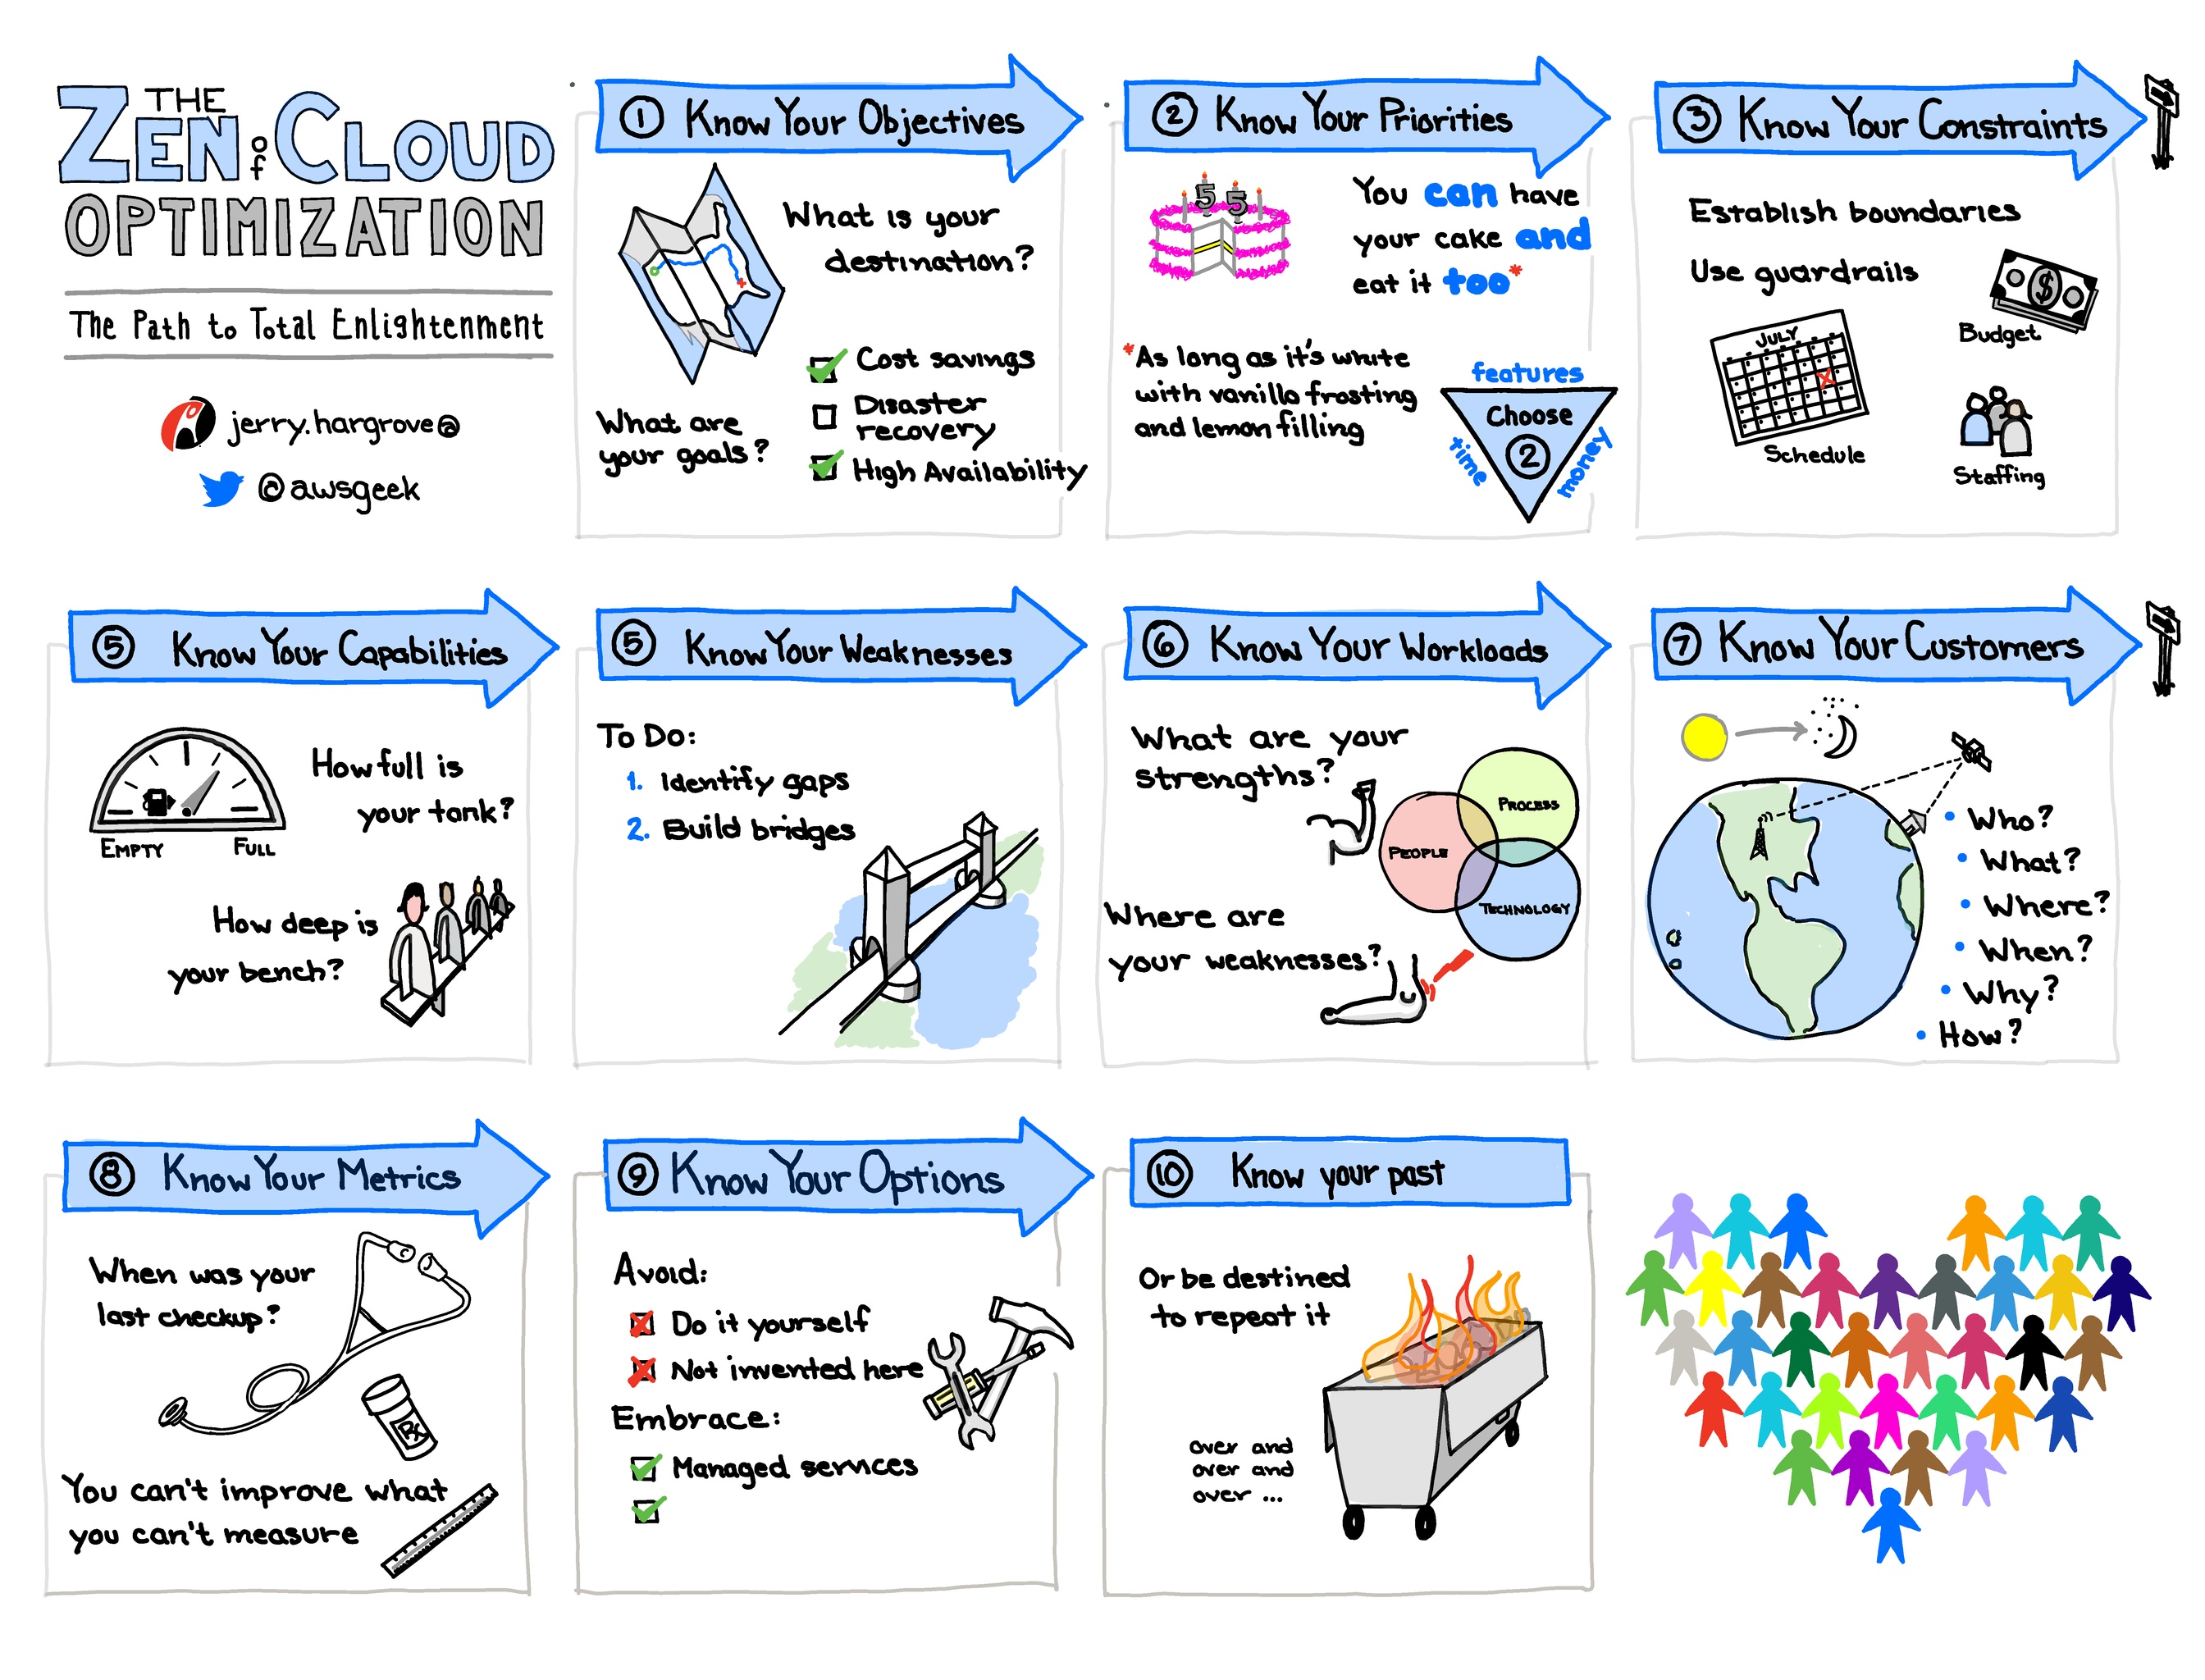 THE
ZEN of CLOUD
OPTIMIZATION
The Path to Total Enlightenment
jerry.hargrove@
@awsgeek
1 Know Your Objectives
What is your
destination?
What are
your goals?
Cost savings
Disaster
recovery
High Availability
2 Know Your Priorities
55
You can have
your cake and
eat it too*
*As long as it's white
with vanilla frosting
and lemon filling
features
Choose
2
time
money
3 Know Your Constraints
Establish boundaries
Use guardrails
$
Budget
JULY
Schedule
Staffing
5 Know Your Capabilities
How full is
your tank?
EMPTY FULL
How deep is
your bench?
5 Know Your Weaknesses
To Do:
1. Identify gaps
2. Build bridges
6 Know Your Workloads
What are your
strengths?
PROCESS
PEOPLE
TECHNOLOGY
Where are
your weaknesses?
7 Know Your Customers
• Who?
• What?
• Where?
• When?
• Why?
• How?
8 Know Your Metrics
When was your
last checkup?
Rx
You can't improve what
you can't measure
9 Know Your Options
Avoid:
Do it yourself
Not invented here
Embrace:
Managed services
10 Know your past
Or be destined
to repeat it
over and
over and
over ...